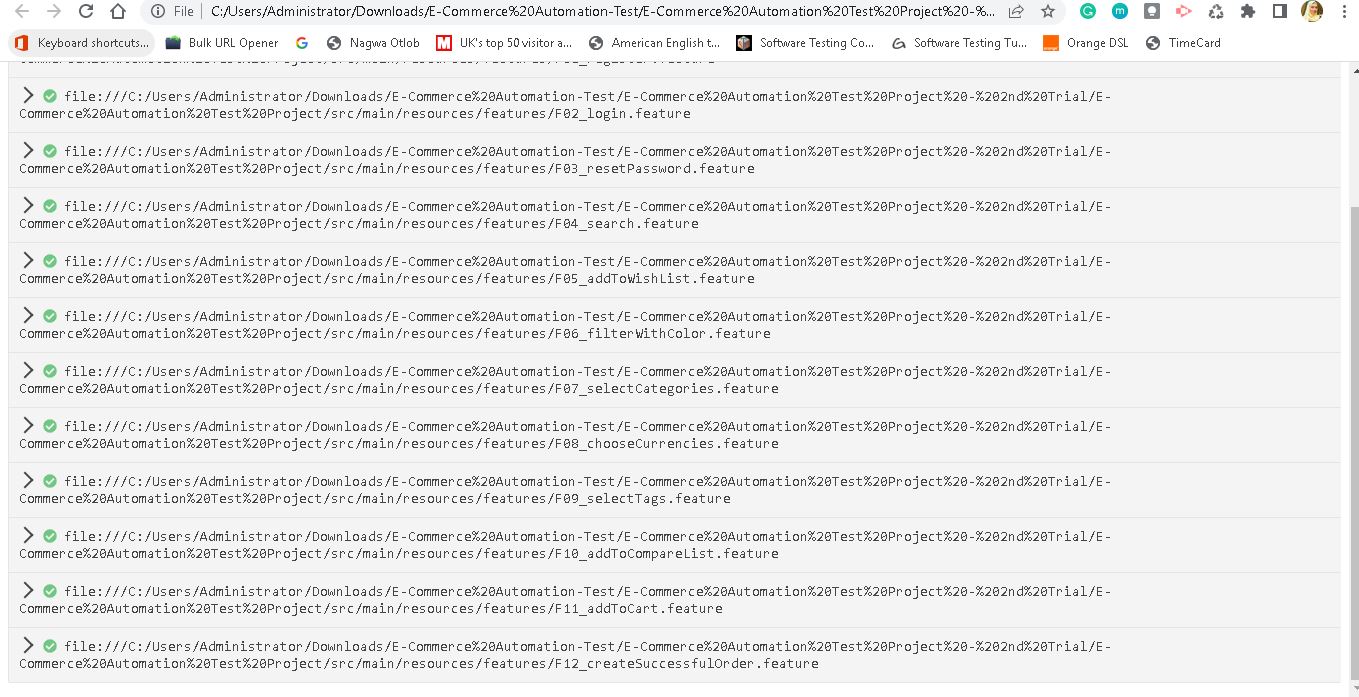 File
C:/Users/Administrator/Downloads/E-Commerce%20Automation-Test/E-Commerce%20Automation%20Test%20Project%20-%...
Keyboard shortcuts...
Bulk URL Opener
Nagwa Otlob
UK's top 50 visitor a...
American English t...
Software Testing Co...
Software Testing Tu...
Orange DSL
TimeCard
file:///C:/Users/Administrator/Downloads/E-Commerce%20Automation-Test/E-Commerce%20Automation%20Test%20Project%20-%202nd%20Trial/E-
Commerce%20Automation%20Test%20Project/src/main/resources/features/F02_login.feature
file:///C:/Users/Administrator/Downloads/E-Commerce%20Automation-Test/E-Commerce%20Automation%20Test%20Project%20-%202nd%20Trial/E-
Commerce%20Automation%20Test%20Project/src/main/resources/features/F03_resetPassword.feature
file:///C:/Users/Administrator/Downloads/E-Commerce%20Automation-Test/E-Commerce%20Automation%20Test%20Project%20-%202nd%20Trial/E-
Commerce%20Automation%20Test%20Project/src/main/resources/features/F04_search.feature
file:///C:/Users/Administrator/Downloads/E-Commerce%20Automation-Test/E-Commerce%20Automation%20Test%20Project%20-%202nd%20Trial/E-
Commerce%20Automation%20Test%20Project/src/main/resources/features/F05_addToWishList.feature
file:///C:/Users/Administrator/Downloads/E-Commerce%20Automation-Test/E-Commerce%20Automation%20Test%20Project%20-%202nd%20Trial/E-
Commerce%20Automation%20Test%20Project/src/main/resources/features/F06_filterWithColor.feature
file:///C:/Users/Administrator/Downloads/E-Commerce%20Automation-Test/E-Commerce%20Automation%20Test%20Project%20-%202nd%20Trial/E-
Commerce%20Automation%20Test%20Project/src/main/resources/features/F07_selectCategories.feature
file:///C:/Users/Administrator/Downloads/E-Commerce%20Automation-Test/E-Commerce%20Automation%20Test%20Project%20-%202nd%20Trial/E-
Commerce%20Automation%20Test%20Project/src/main/resources/features/F08_chooseCurrencies.feature
file:///C:/Users/Administrator/Downloads/E-Commerce%20Automation-Test/E-Commerce%20Automation%20Test%20Project%20-%202nd%20Trial/E-
Commerce%20Automation%20Test%20Project/src/main/resources/features/F09_selectTags.feature
file:///C:/Users/Administrator/Downloads/E-Commerce%20Automation-Test/E-Commerce%20Automation%20Test%20Project%20-%202nd%20Trial/E-
Commerce%20Automation%20Test%20Project/src/main/resources/features/F10_addToCompareList.feature
file:///C:/Users/Administrator/Downloads/E-Commerce%20Automation-Test/E-Commerce%20Automation%20Test%20Project%20-%202nd%20Trial/E-
Commerce%20Automation%20Test%20Project/src/main/resources/features/F11_addToCart.feature
file:///C:/Users/Administrator/Downloads/E-Commerce%20Automation-Test/E-Commerce%20Automation%20Test%20Project%20-%202nd%20Trial/E-
Commerce%20Automation%20Test%20Project/src/main/resources/features/F12_createSuccessfulOrder.feature